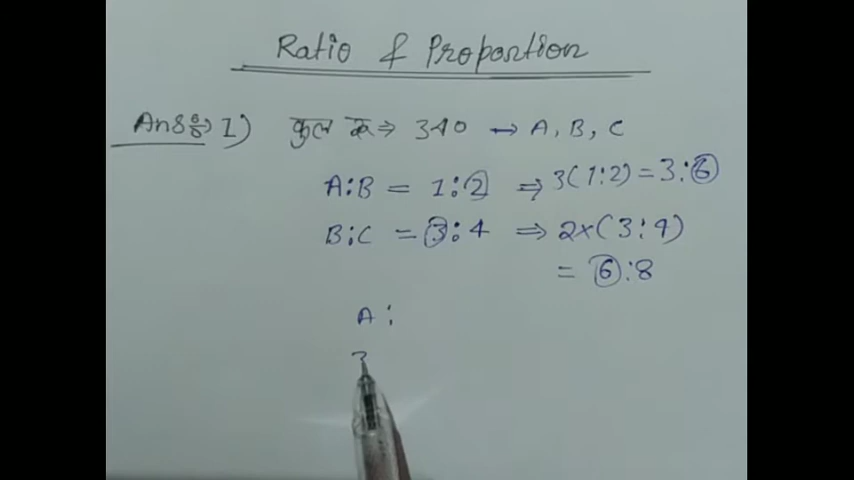 Ratio & Proportion
Ans:→ 1) कुल रू ⇒ 340 → A, B, C
A:B = 1:2 ⇒ 3(1:2) = 3:6
B:C = 3:4 ⇒ 2×(3:4)
= 6:8
A :
3